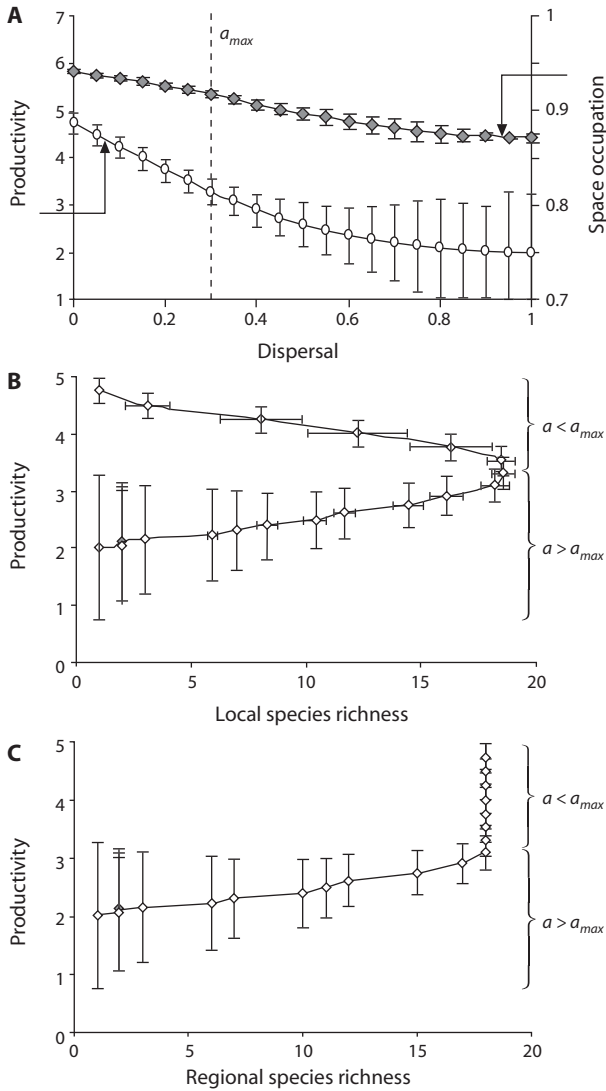 A
7
6
5
4
3
2
1
Productivity
a_max
1
0.9
0.8
0.7
Space occupation
0 0.2 0.4 0.6 0.8 1
Dispersal
B
5
4
3
2
1
0
Productivity
a < a_max
a > a_max
0 5 10 15 20
Local species richness
C
5
4
3
2
1
0
Productivity
a < a_max
a > a_max
0 5 10 15 20
Regional species richness